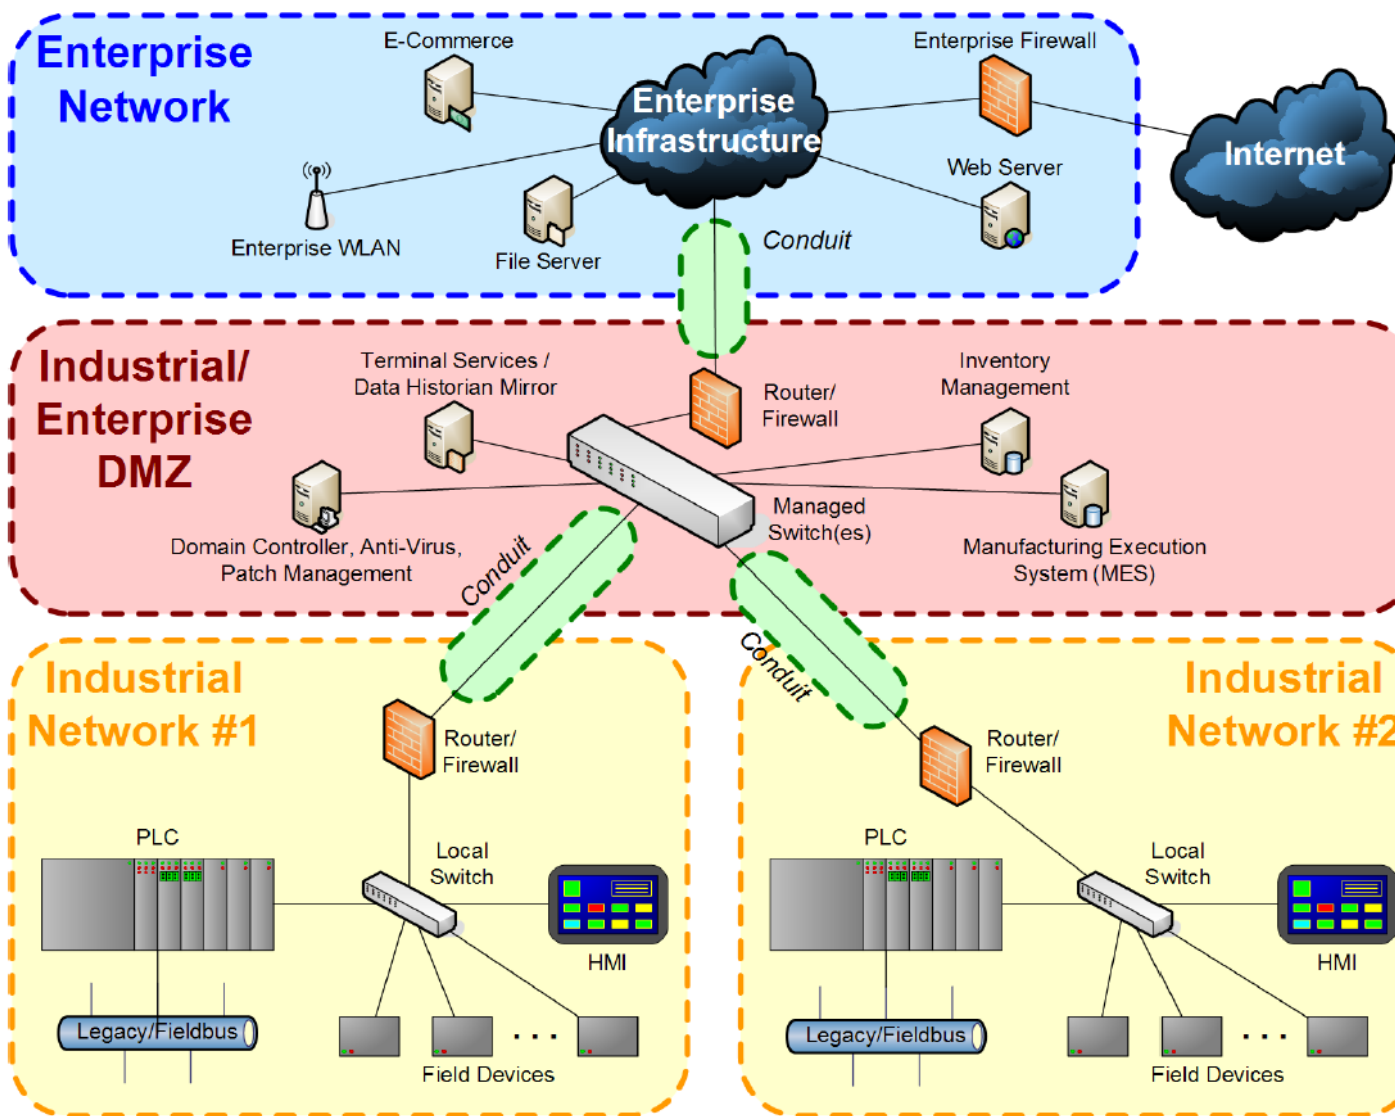 Enterprise
Network
E-Commerce
Enterprise
Infrastructure
Enterprise Firewall
Internet
Web Server
Enterprise WLAN
File Server
Conduit
Industrial/
Enterprise
DMZ
Terminal Services /
Data Historian Mirror
Router/
Firewall
Inventory
Management
Domain Controller, Anti-Virus,
Patch Management
Managed
Switch(es)
Manufacturing Execution
System (MES)
Conduit
Conduit
Industrial
Network #1
Router/
Firewall
PLC
Local
Switch
HMI
Legacy/Fieldbus
Field Devices
Industrial
Network #2
Router/
Firewall
PLC
Local
Switch
HMI
Legacy/Fieldbus
Field Devices